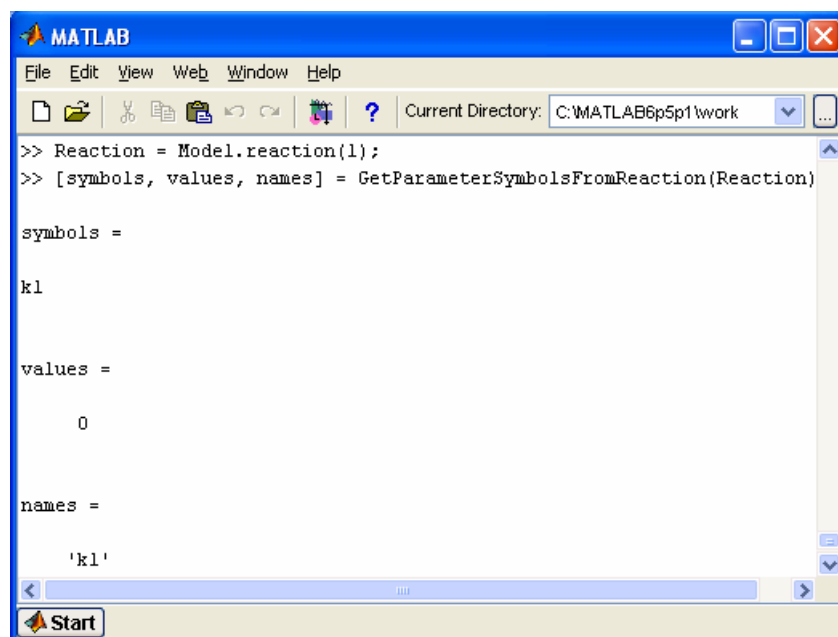 MATLAB
File Edit View Web Window Help
? Current Directory: C:\MATLAB6p5p1\work ...
>> Reaction = Model.reaction(1);
>> [symbols, values, names] = GetParameterSymbolsFromReaction(Reaction)
symbols =
k1
values =
0
names =
'k1'
Start